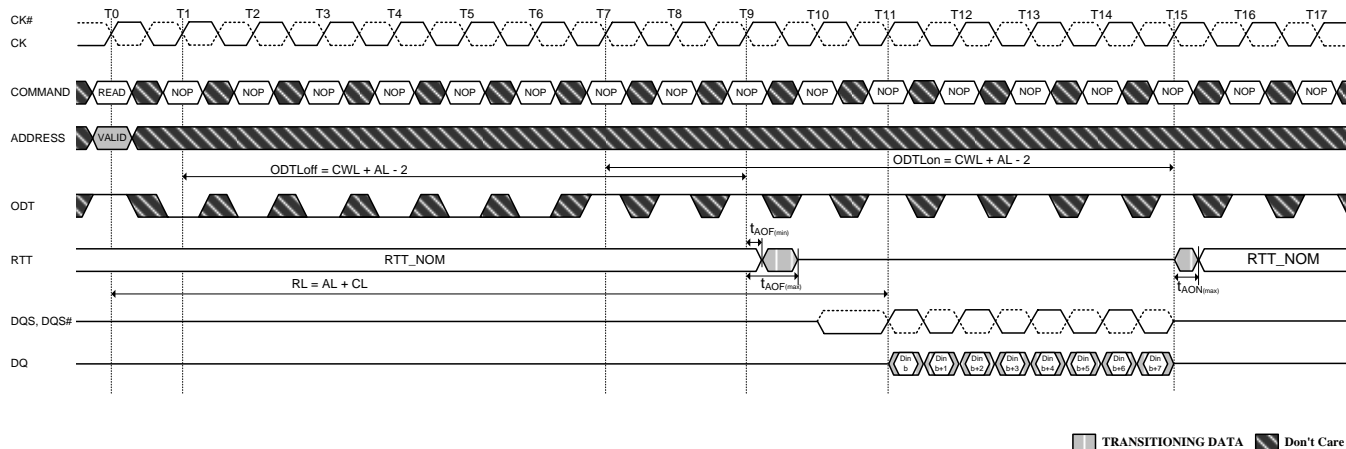 CK#
CK
T0 T1 T2 T3 T4 T5 T6 T7 T8 T9 T10 T11 T12 T13 T14 T15 T16 T17
COMMAND READ NOP NOP NOP NOP NOP NOP NOP NOP NOP NOP NOP NOP NOP NOP NOP NOP NOP
ADDRESS VALID
ODTLoff = CWL + AL - 2
ODTLon = CWL + AL - 2
ODT
tAOF(min)
RTT RTT_NOM RTT_NOM
tAOF(max)
tAON(max)
RL = AL + CL
DQS, DQS#
DQ Din b Din b+1 Din b+2 Din b+3 Din b+4 Din b+5 Din b+6 Din b+7
TRANSITIONING DATA Don't Care